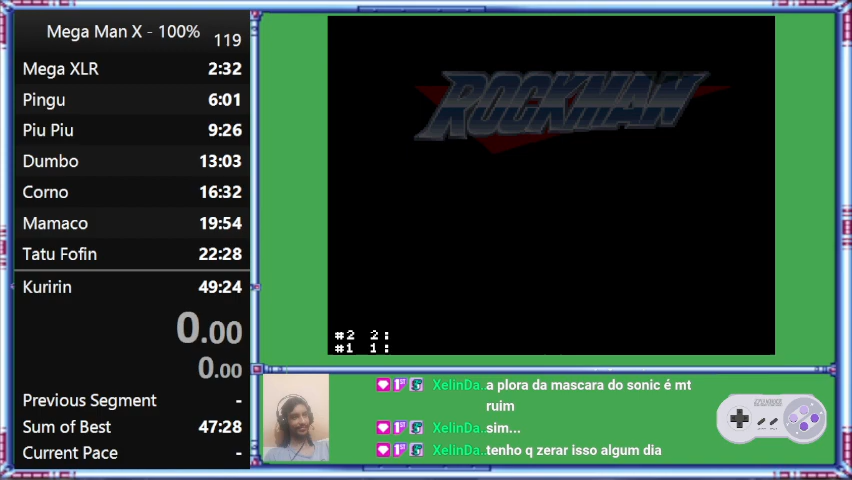 Mega Man X - 100%
119
Mega XLR 2:32
Pingu 6:01
Piu Piu 9:26
Dumbo 13:03
Corno 16:32
Mamaco 19:54
Tatu Fofin 22:28
Kuririn 49:24
0.00
0.00
Previous Segment -
Sum of Best 47:28
Current Pace -
ROCKMAN
#2 2:
#1 1:
XelinDa.. a plora da mascara do sonic é mt
ruim
XelinDa.. sim...
XelinDa.. tenho q zerar isso algum dia